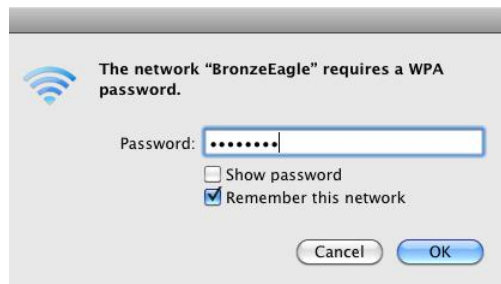 The network “BronzeEagle” requires a WPA
password.
Password: ••••••••
Show password
Remember this network
Cancel OK